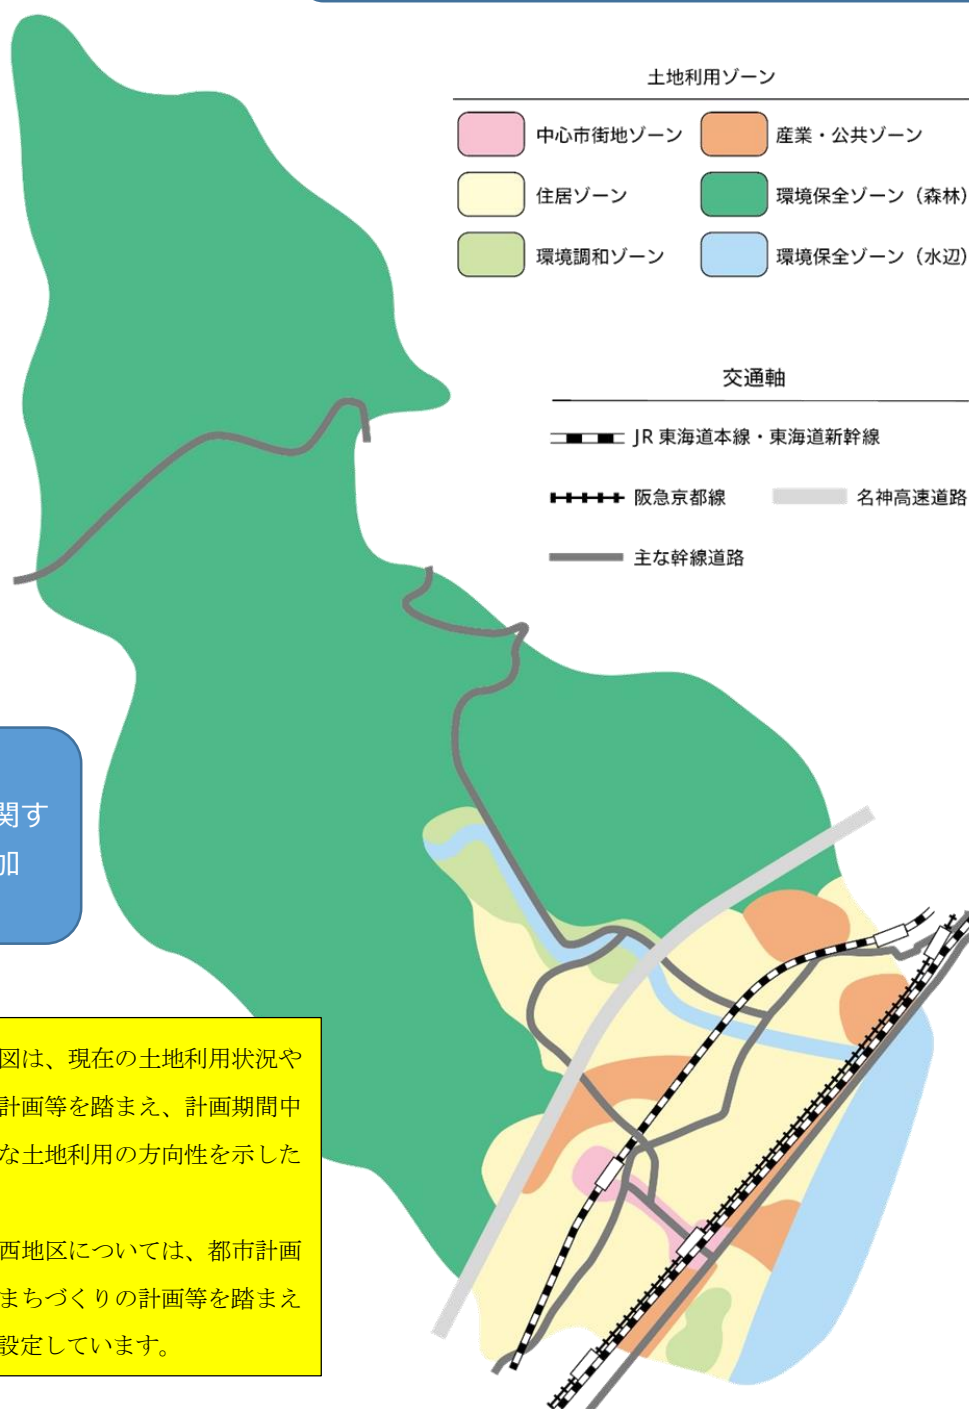 土地利用ゾーン
中心市街地ゾーン
産業・公共ゾーン
住居ゾーン
環境保全ゾーン（森林）
環境調和ゾーン
環境保全ゾーン（水辺）
交通軸
JR 東海道本線・東海道新幹線
阪急京都線
名神高速道路
主な幹線道路
関す
加
図は、現在の土地利用状況や
計画等を踏まえ、計画期間中
な土地利用の方向性を示した
西地区については、都市計画
まちづくりの計画等を踏まえ
設定しています。